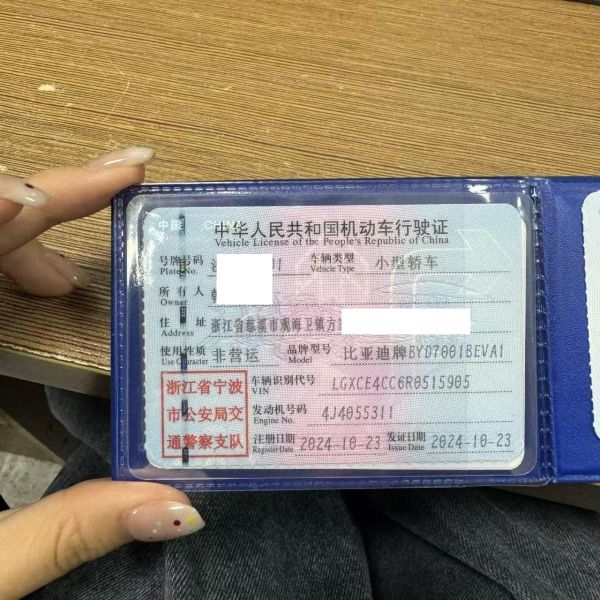 中国 CHINA
中华人民共和国机动车行驶证
Vehicle License of the People's Republic of China
号牌号码 Plate No. 车辆类型 Vehicle Type 小型轿车
所有人 Owner
住址 Address 浙江省慈溪市观海卫镇方
使用性质 Use Character 非营运 品牌型号 Model 比亚迪牌BYD7001BEVA1
浙江省宁波
市公安局交
通警察支队
车辆识别代号 VIN LGXCE4CC6R0515905
发动机号码 Engine No. 4J4055311
注册日期 Register Date 2024-10-23 发证日期 Issue Date 2024-10-23